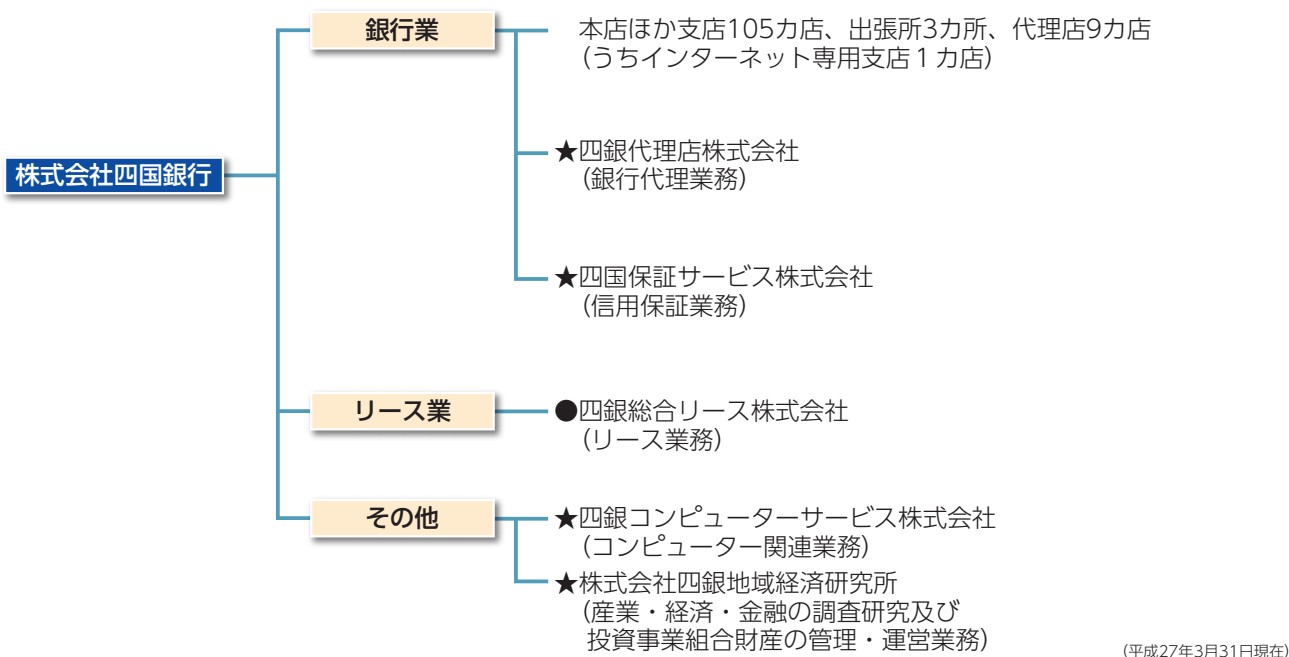 銀行業
本店ほか支店105カ店、出張所3カ所、代理店9カ店
(うちインターネット専用支店1カ店)
★四銀代理店株式会社
(銀行代理業務)
株式会社四国銀行
★四国保証サービス株式会社
(信用保証業務)
リース業
●四銀総合リース株式会社
(リース業務)
その他
★四銀コンピューターサービス株式会社
(コンピューター関連業務)
★株式会社四銀地域経済研究所
(産業・経済・金融の調査研究及び
投資事業組合財産の管理・運営業務)
(平成27年3月31日現在)